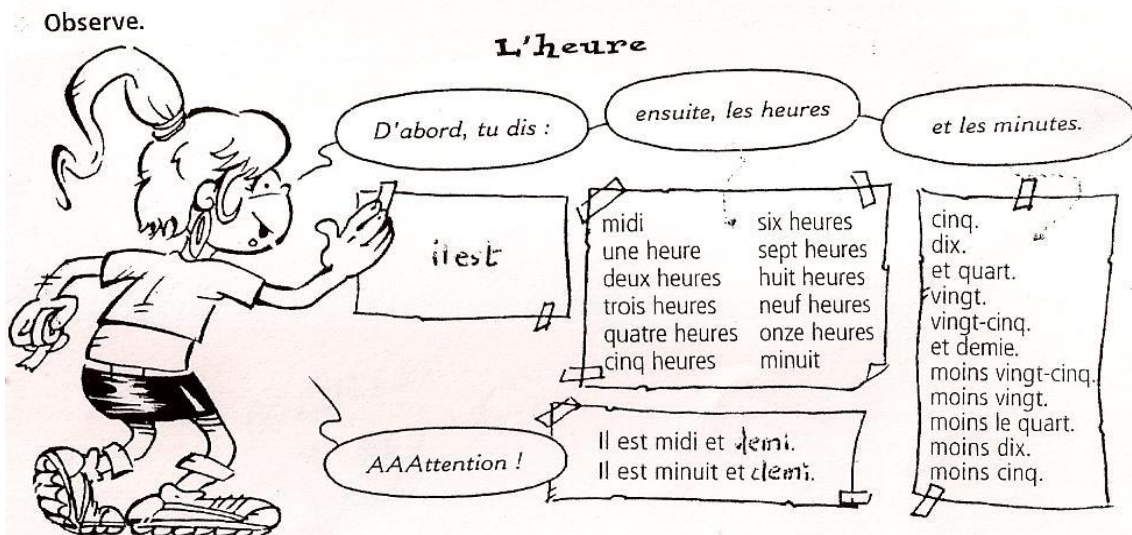 Observe.
L'heure
D'abord, tu dis :
ensuite, les heures
et les minutes.
il est
midi
une heure
deux heures
trois heures
quatre heures
cinq heures
six heures
sept heures
huit heures
neuf heures
onze heures
minuit
cinq.
dix.
et quart.
vingt.
vingt-cinq.
et demie.
moins vingt-cinq.
moins vingt.
moins le quart.
moins dix.
moins cinq.
AAAttention !
Il est midi et demi.
Il est minuit et demi.